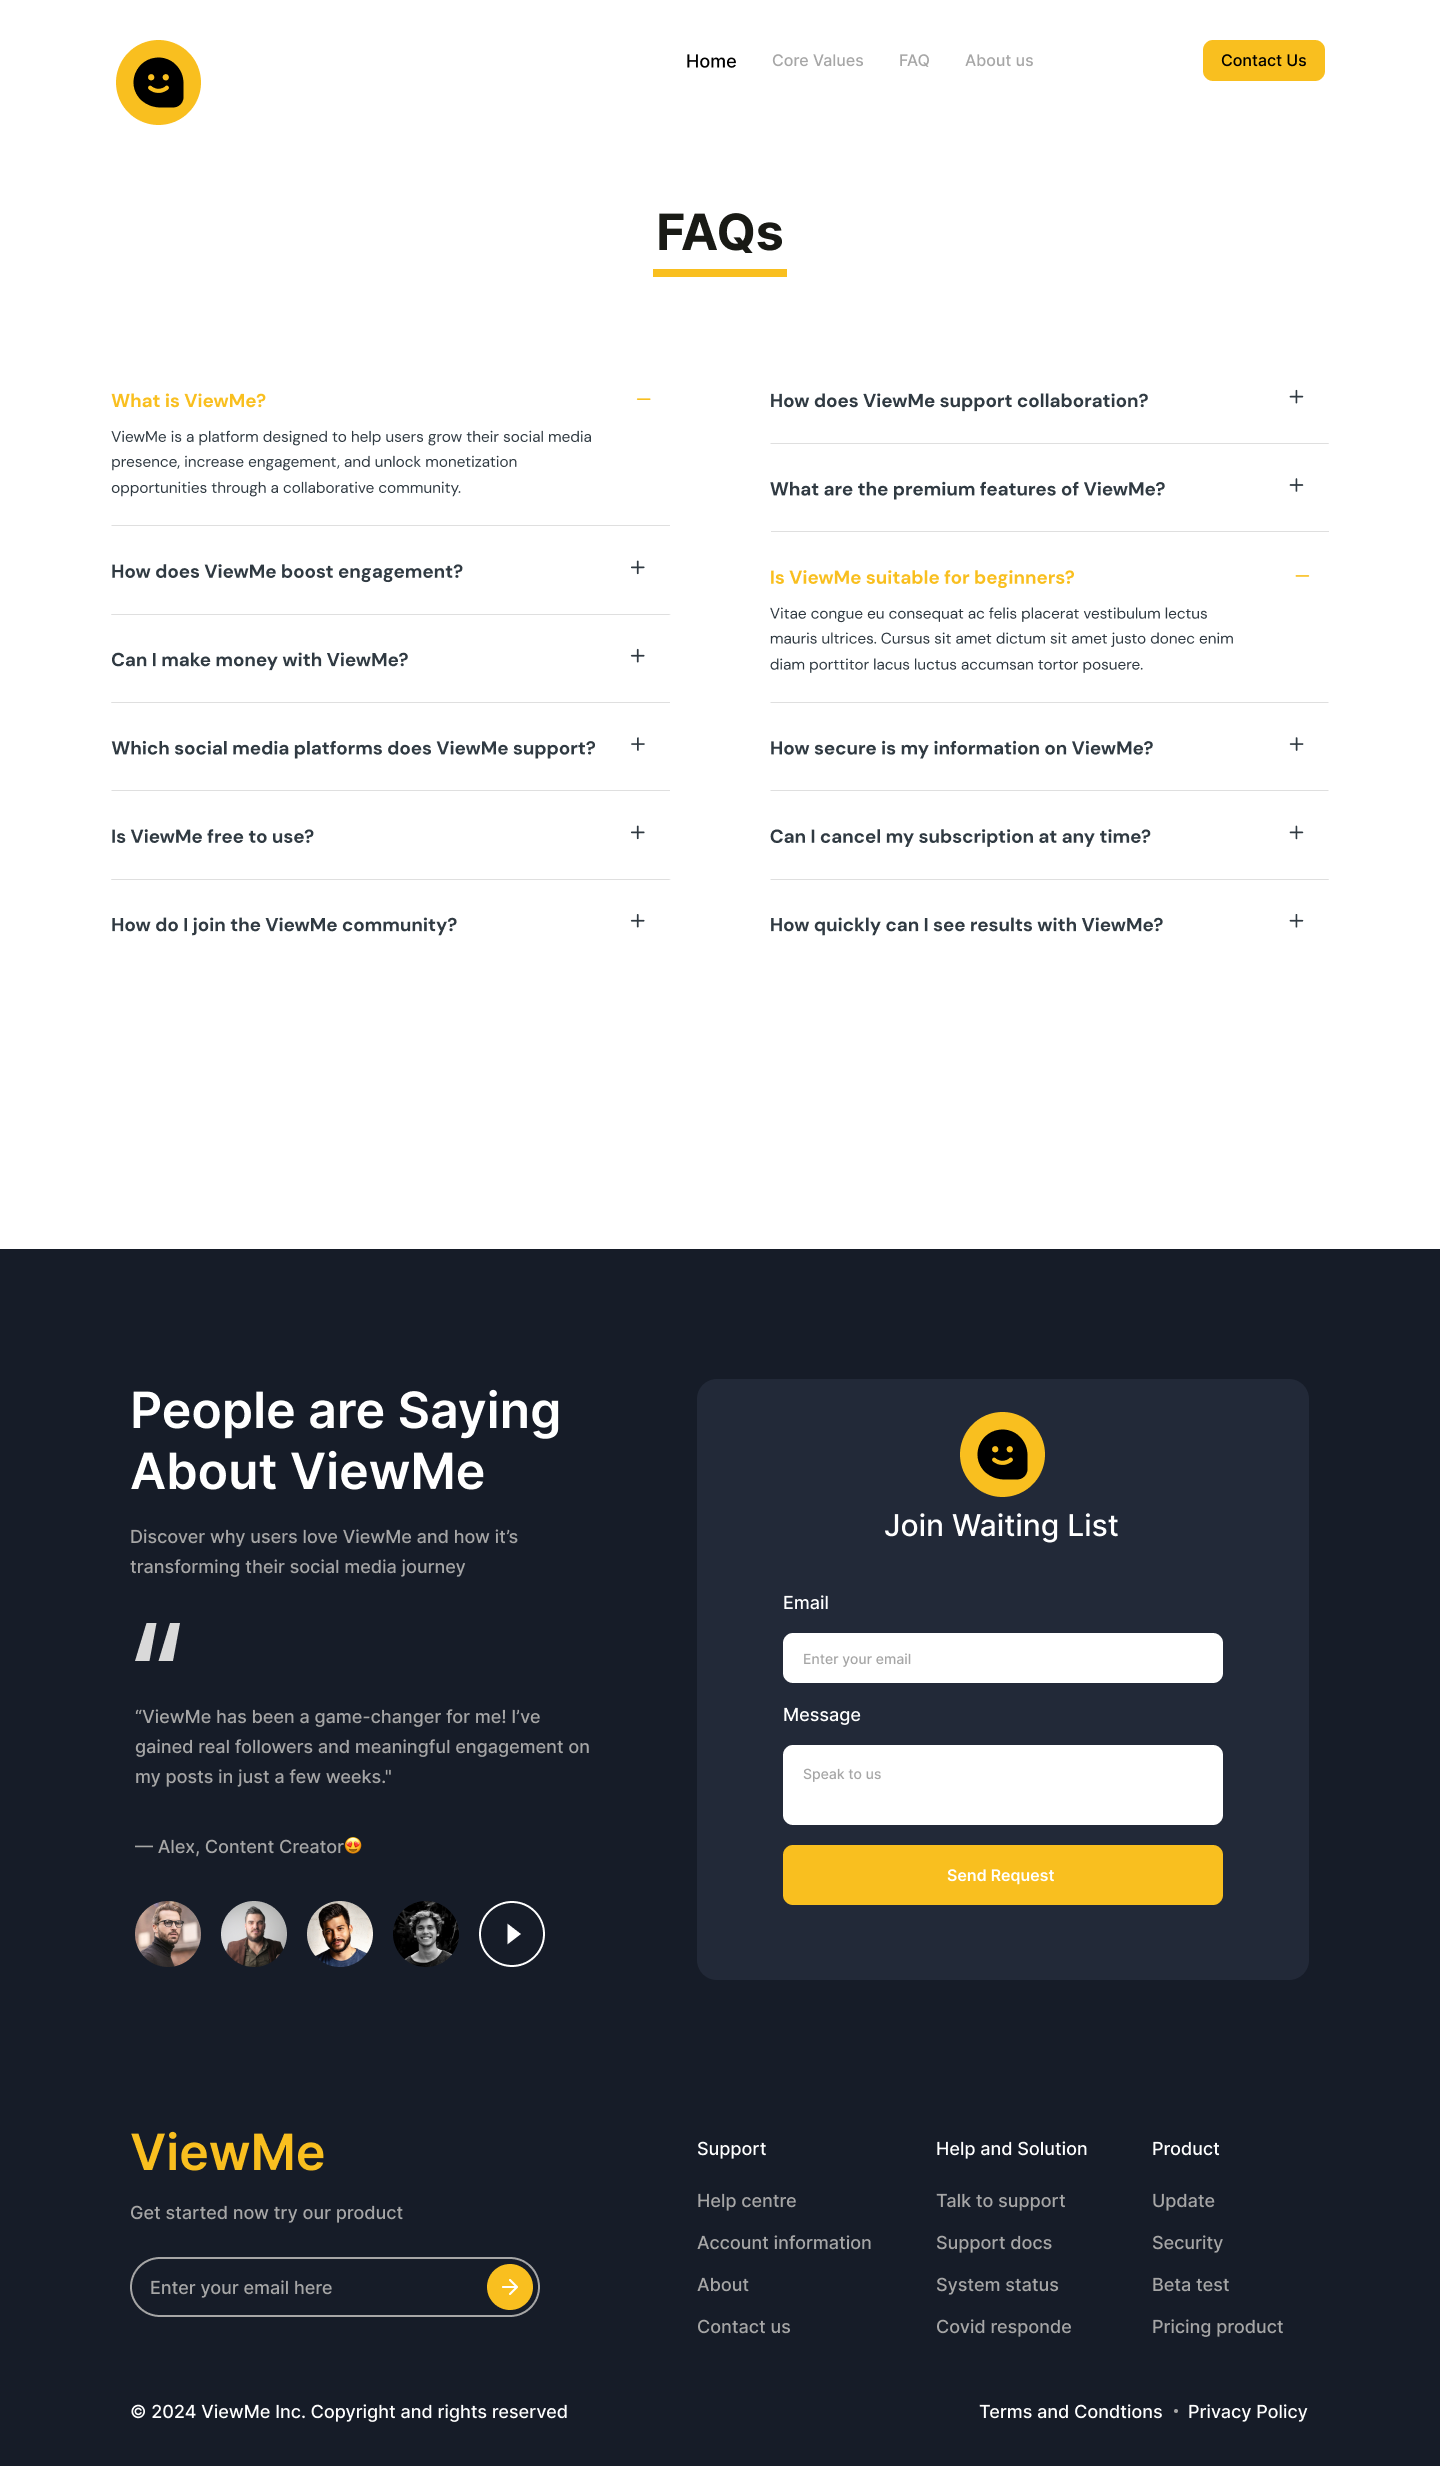 Home
Core Values
FAQ
About us
Contact Us
FAQs
What is ViewMe?
ViewMe is a platform designed to help users grow their social media
presence, increase engagement, and unlock monetization
opportunities through a collaborative community.
How does ViewMe boost engagement?
Can I make money with ViewMe?
Which social media platforms does ViewMe support?
Is ViewMe free to use?
How do I join the ViewMe community?
How does ViewMe support collaboration?
What are the premium features of ViewMe?
Is ViewMe suitable for beginners?
Vitae congue eu consequat ac felis placerat vestibulum lectus
mauris ultrices. Cursus sit amet dictum sit amet justo donec enim
diam porttitor lacus luctus accumsan tortor posuere.
How secure is my information on ViewMe?
Can I cancel my subscription at any time?
How quickly can I see results with ViewMe?
People are Saying
About ViewMe
Discover why users love ViewMe and how it’s
transforming their social media journey
“ViewMe has been a game-changer for me! I’ve
gained real followers and meaningful engagement on
my posts in just a few weeks."
— Alex, Content Creator😍
Join Waiting List
Email
Enter your email
Message
Speak to us
Send Request
ViewMe
Get started now try our product
Enter your email here
Support
Help centre
Account information
About
Contact us
Help and Solution
Talk to support
Support docs
System status
Covid responde
Product
Update
Security
Beta test
Pricing product
© 2024 ViewMe Inc. Copyright and rights reserved
Terms and Condtions • Privacy Policy